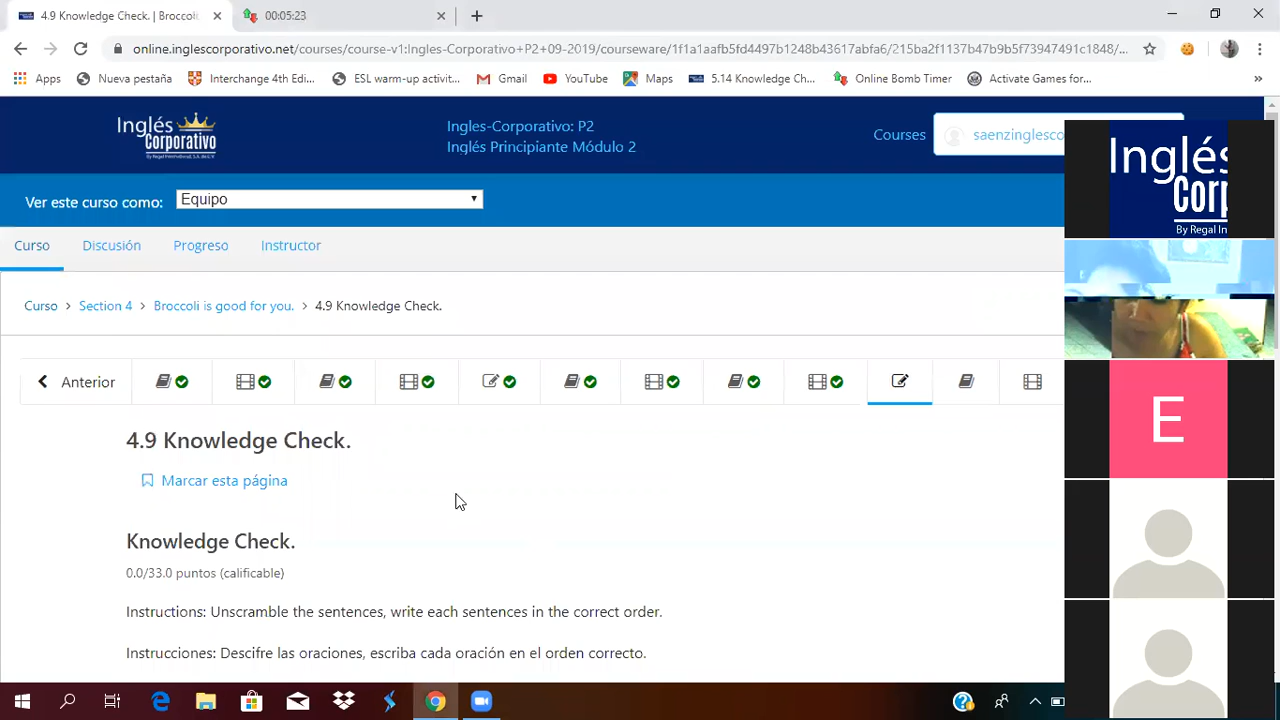 4.9 Knowledge Check. | Broccoli
00:05:23
online.inglescorporativo.net/courses/course-v1:Ingles-Corporativo+P2+09-2019/courseware/1f1a1aafb5fd4497b1248b43617abfa6/215ba2f1137b47b9b5f73947491c1848/...
Apps
Nueva pestaña
Interchange 4th Edi...
ESL warm-up activit...
Gmail
YouTube
Maps
5.14 Knowledge Ch...
Online Bomb Timer
Activate Games for...
»
Inglés
Corporativo
By Regal International, S.A. de C.V.
Ingles-Corporativo: P2
Inglés Principiante Módulo 2
Courses
saenzinglesco
Ver este curso como:
Equipo
Curso
Discusión
Progreso
Instructor
Curso > Section 4 > Broccoli is good for you. > 4.9 Knowledge Check.
Anterior
4.9 Knowledge Check.
Marcar esta página
Knowledge Check.
0.0/33.0 puntos (calificable)
Instructions: Unscramble the sentences, write each sentences in the correct order.
Instrucciones: Descifre las oraciones, escriba cada oración en el orden correcto.
Inglés
Corp
By Regal In
E